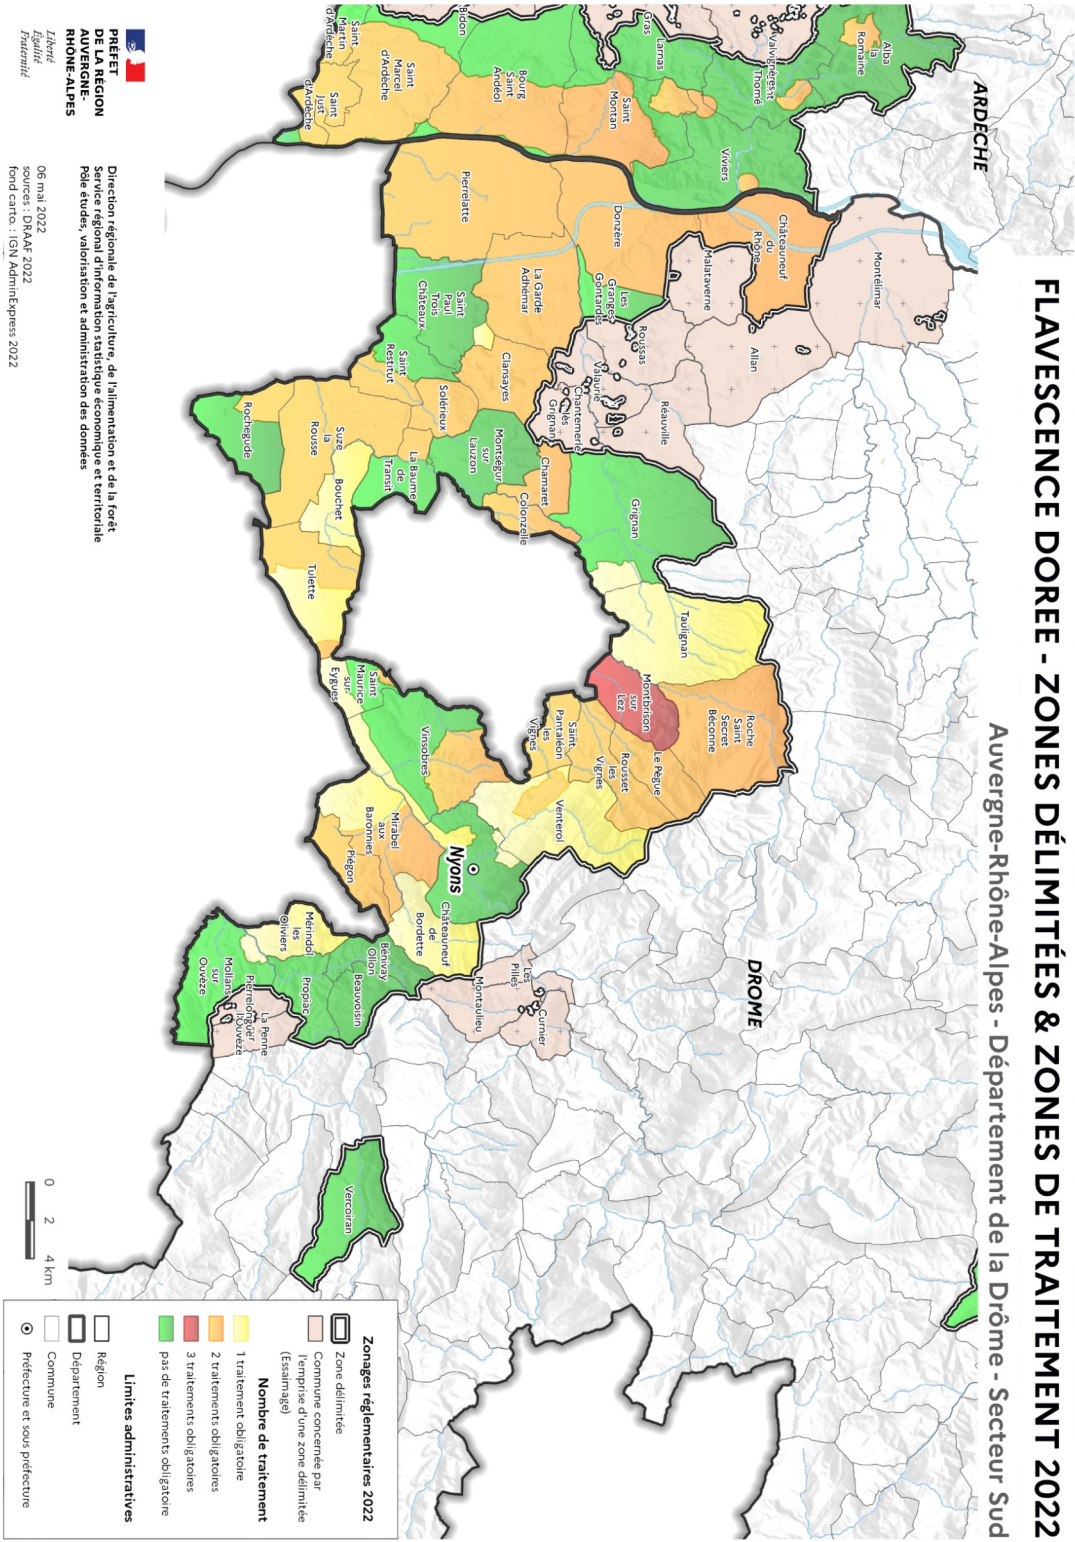 FLAVESCENCE DOREE - ZONES DÉLIMITÉES & ZONES DE TRAITEMENT 2022
Auvergne-Rhône-Alpes - Département de la Drôme - Secteur Sud
ARDECHE
DROME
Alba
la
Romaine
Valvignères
St
Thomé
Gras
Larnas
Bidon
Viviers
Saint
Montan
Bourg
Saint
Andéol
Saint
Marcel
d'Ardèche
Saint
Martin
d'Ardèche
Saint
Just
d'Ardèche
Montélimar
Châteauneuf
du
Rhône
Malataverne
Allan
Donzère
Les
Granges
Gontardes
Roussas
Réauville
Valaurie
Chantemerle
lès
Grignan
Pierrelatte
La Garde
Adhémar
Saint
Paul
Trois
Châteaux
Clansayes
Saint
Restitut
Solérieux
Montségur
sur
Lauzon
Chamaret
Colonzelle
Grignan
La Baume
de
Transit
Suze
la
Rousse
Rochegude
Bouchet
Tulette
Taulignan
Montbrison
sur
Lez
Roche
Saint
Secret
Béconne
Le Pègue
Rousset
les
Vignes
Saint
Pantaléon
les
Vignes
Venterol
Saint
Maurice
sur
Eygues
Vinsobres
Nyons
Mirabel
aux
Baronnies
Piégon
Châteauneuf
de
Bordette
Les
Pilles
Curnier
Montaulieu
Bénivay
Ollon
Beauvoisin
Propiac
Mérindol
les
Oliviers
Mollans
sur
Ouvèze
Pierrelongue
La Penne
sur
l'Ouvèze
Vercoiran
PRÉFET
DE LA RÉGION
AUVERGNE-
RHÔNE-ALPES
Liberté
Égalité
Fraternité
Direction régionale de l'agriculture, de l'alimentation et de la forêt
Service régional d'information statistique économique et territoriale
Pôle études, valorisation et administration des données
06 mai 2022
sources : DRAAF 2022
fond carto. : IGN AdminExpress 2022
0 2 4 km
Zonages réglementaires 2022
Zone délimitée
Commune concernée par
l'emprise d'une zone délimitée
(Essaimage)
Nombre de traitement
1 traitement obligatoire
2 traitements obligatoires
3 traitements obligatoires
pas de traitements obligatoire
Limites administratives
Région
Département
Commune
Préfecture et sous préfecture